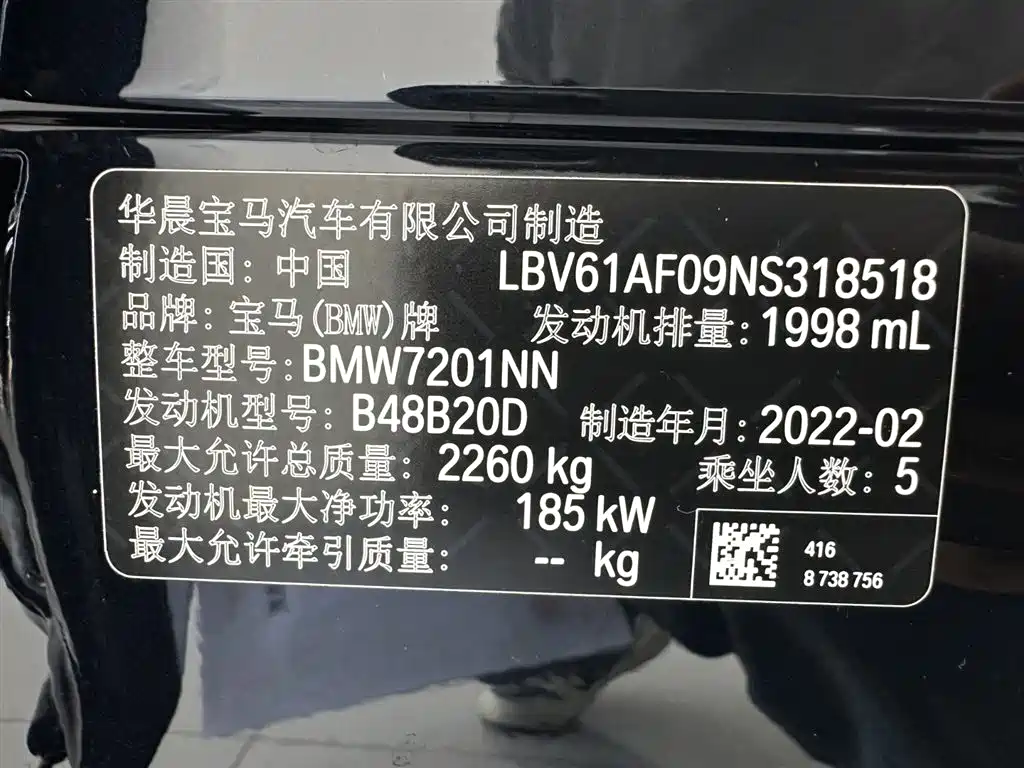 华晨宝马汽车有限公司制造
制造国: 中国 LBV61AF09NS318518
品牌: 宝马(BMW)牌 发动机排量: 1998 mL
整车型号: BMW7201NN
发动机型号: B48B20D 制造年月: 2022-02
最大允许总质量: 2260 kg 乘坐人数: 5
发动机最大净功率: 185 kW
最大允许牵引质量: -- kg
416
8 738 756